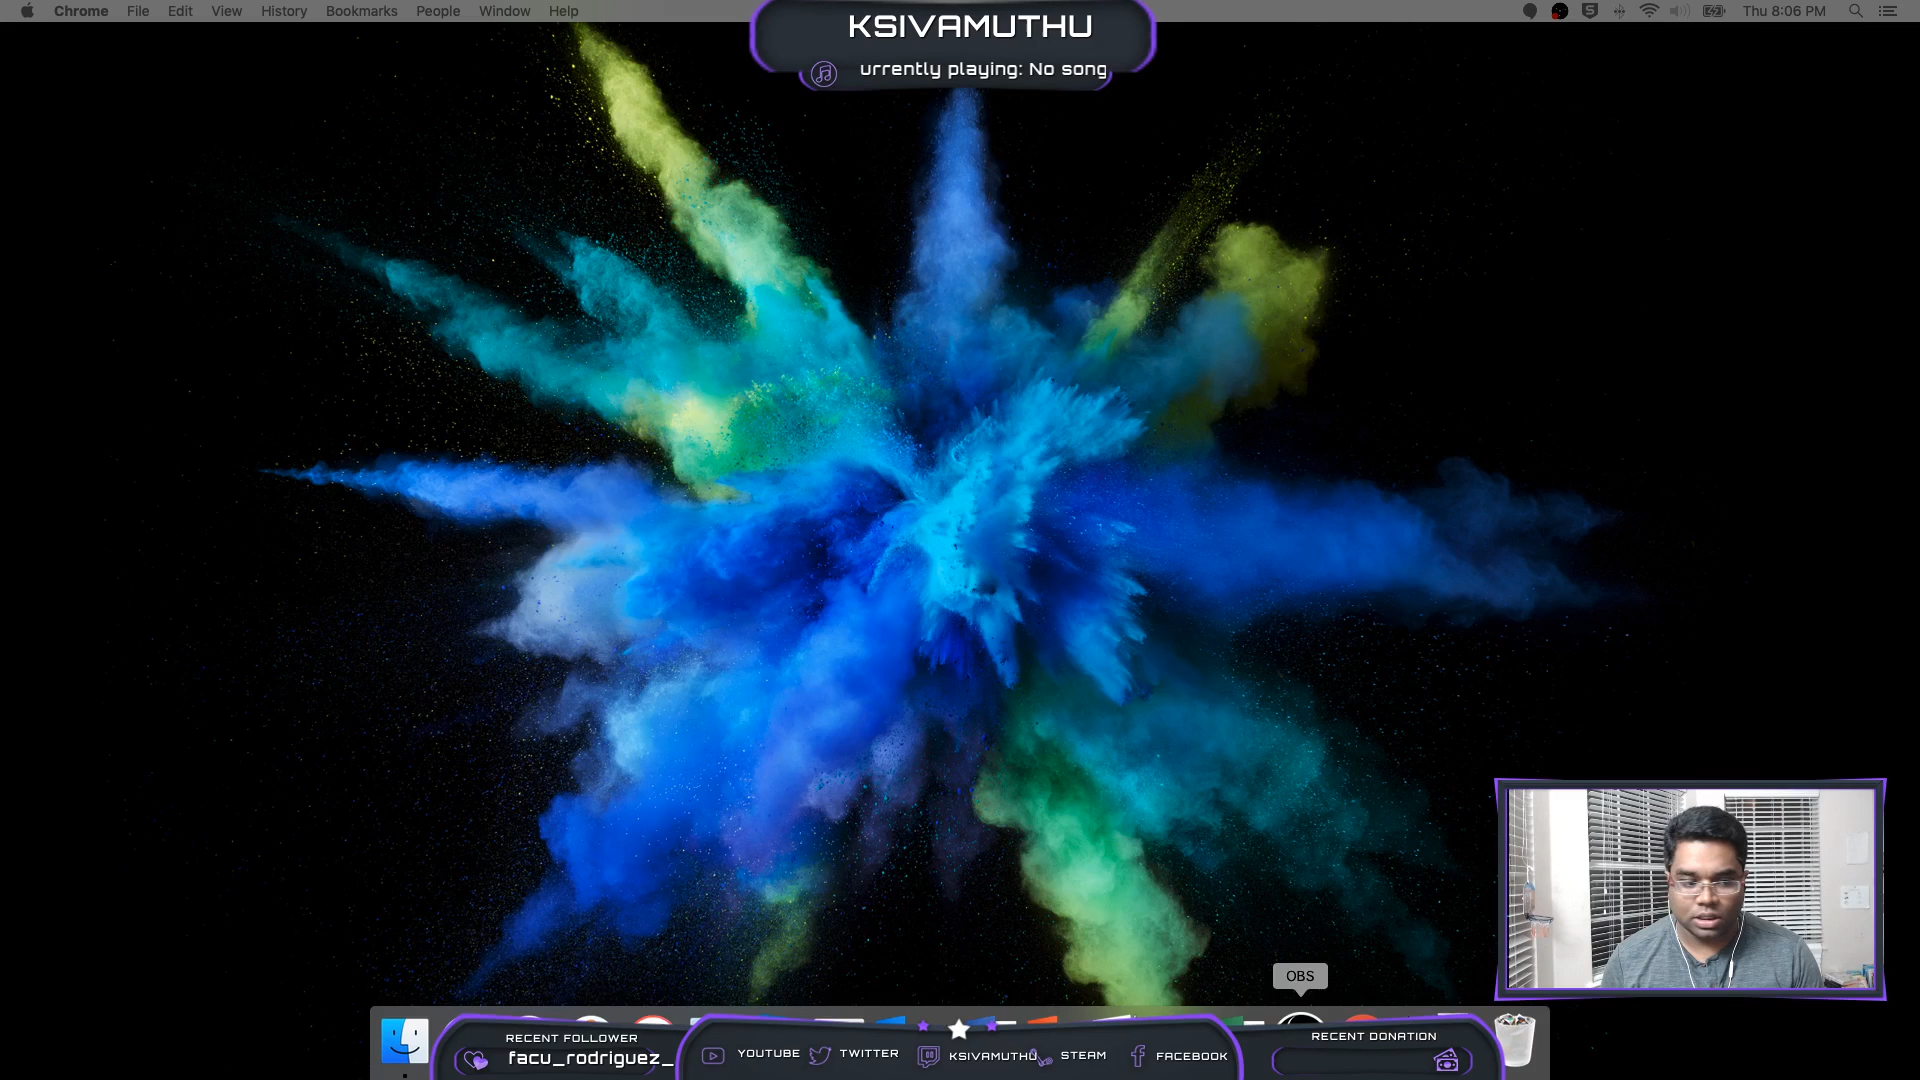 Chrome File Edit View History Bookmarks People Window Help
Thu 8:06 PM
KSIVAMUTHU
urrently playing: No song
OBS
RECENT FOLLOWER
facu_rodriguez_
YOUTUBE TWITTER KSIVAMUTHU STEAM FACEBOOK
RECENT DONATION